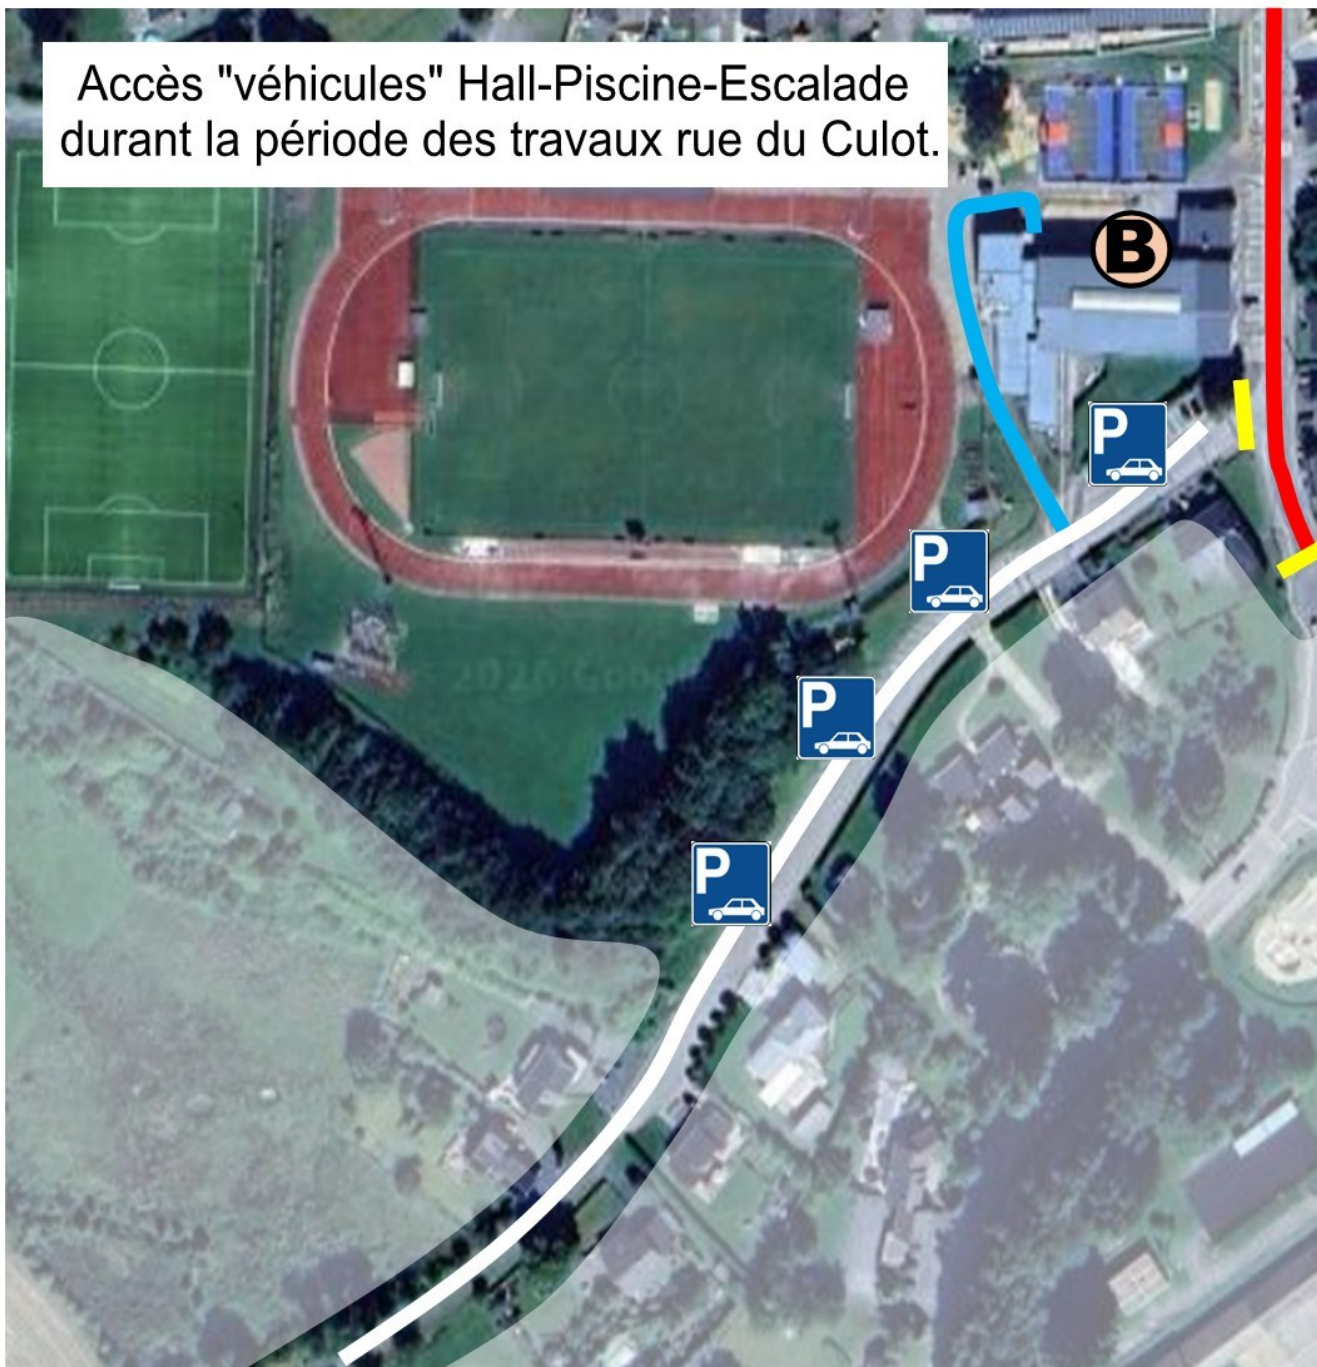 Accès "véhicules" Hall-Piscine-Escalade
durant la période des travaux rue du Culot.
B
P
P
P
P